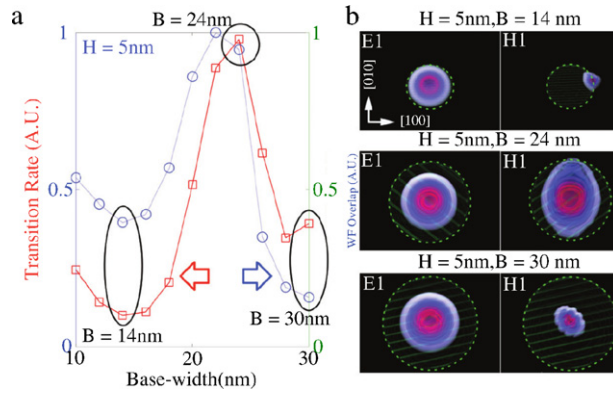 a
B = 24nm
H = 5nm
Transition Rate (A.U.)
1
0.5
0
1
0.5
0
WF Overlap (A.U.)
B = 14nm
B = 30nm
10
20
30
Base-width(nm)
b
H = 5nm,B = 14 nm
E1
H1
[010]
[100]
H = 5nm,B = 24 nm
E1
H1
H = 5nm,B = 30 nm
E1
H1